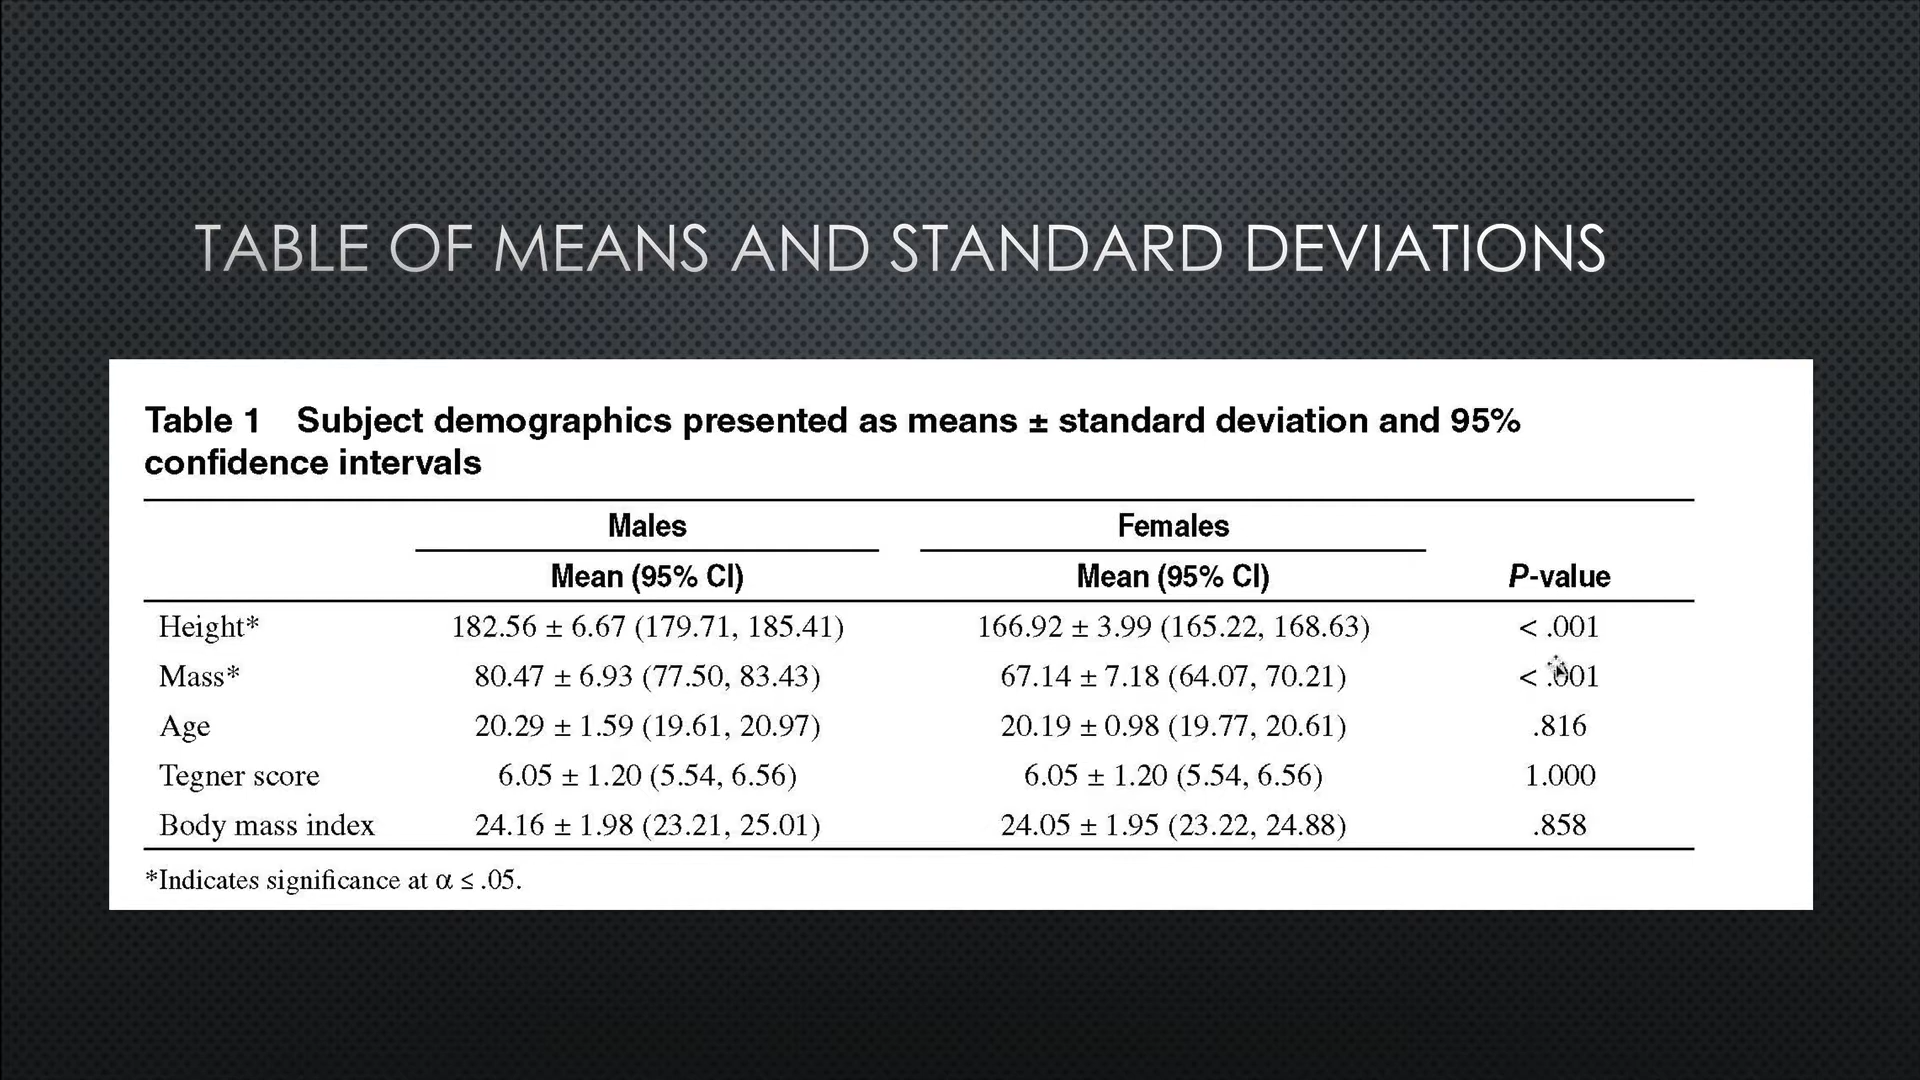 TABLE OF MEANS AND STANDARD DEVIATIONS
Table 1 Subject demographics presented as means ± standard deviation and 95%
confidence intervals
Males Females
Mean (95% CI) Mean (95% CI) P-value
Height* 182.56 ± 6.67 (179.71, 185.41) 166.92 ± 3.99 (165.22, 168.63) < .001
Mass* 80.47 ± 6.93 (77.50, 83.43) 67.14 ± 7.18 (64.07, 70.21) < .001
Age 20.29 ± 1.59 (19.61, 20.97) 20.19 ± 0.98 (19.77, 20.61) .816
Tegner score 6.05 ± 1.20 (5.54, 6.56) 6.05 ± 1.20 (5.54, 6.56) 1.000
Body mass index 24.16 ± 1.98 (23.21, 25.01) 24.05 ± 1.95 (23.22, 24.88) .858
*Indicates significance at α ≤ .05.